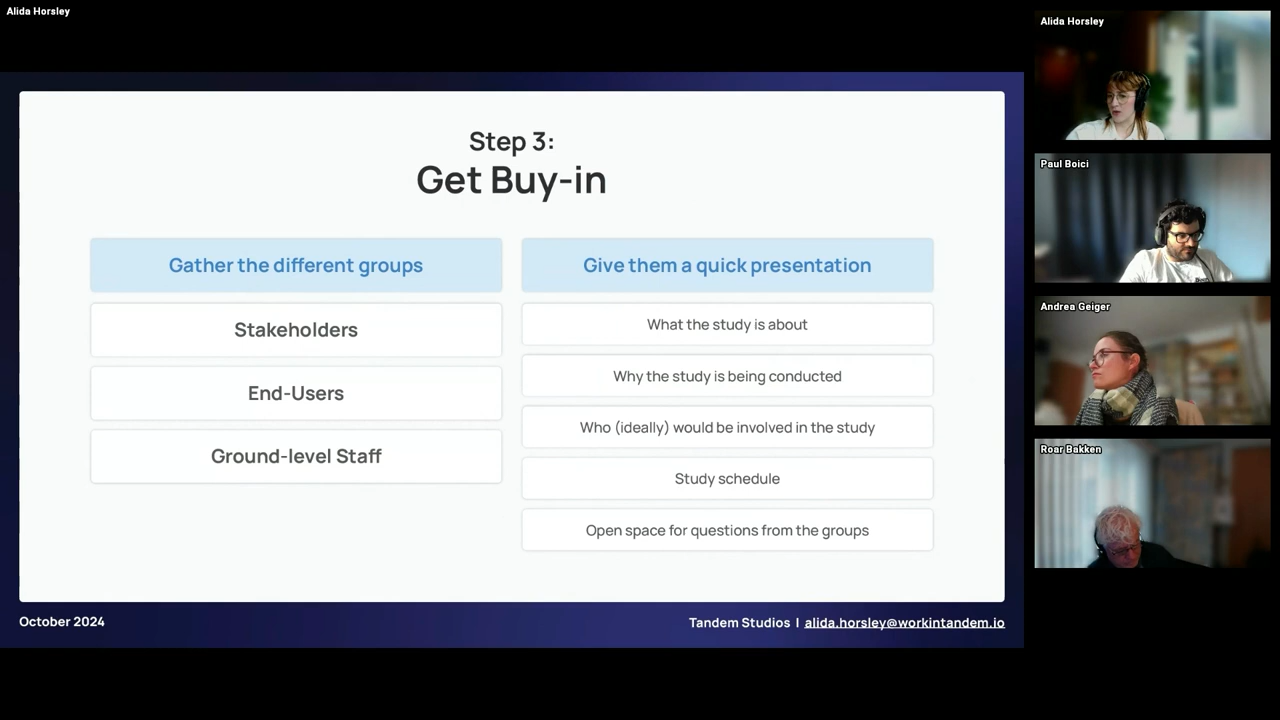 Alida Horsley
Step 3:
Get Buy-in
Gather the different groups
Stakeholders
End-Users
Ground-level Staff
Give them a quick presentation
What the study is about
Why the study is being conducted
Who (ideally) would be involved in the study
Study schedule
Open space for questions from the groups
October 2024
Tandem Studios | alida.horsley@workintandem.io
Alida Horsley
Paul Boici
Andrea Geiger
Roar Bakken